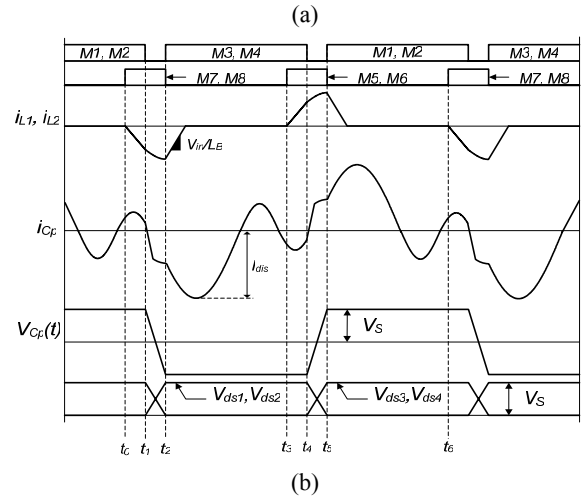 (a)
M1, M2 M3, M4 M1, M2 M3, M4
M7, M8 M5, M6 M7, M8
iL1, iL2
Vin/LE
iCp
Idis
VCp(t)
VS
Vds1,Vds2 Vds3,Vds4 VS
t0 t1 t2 t3 t4 t5 t6
(b)